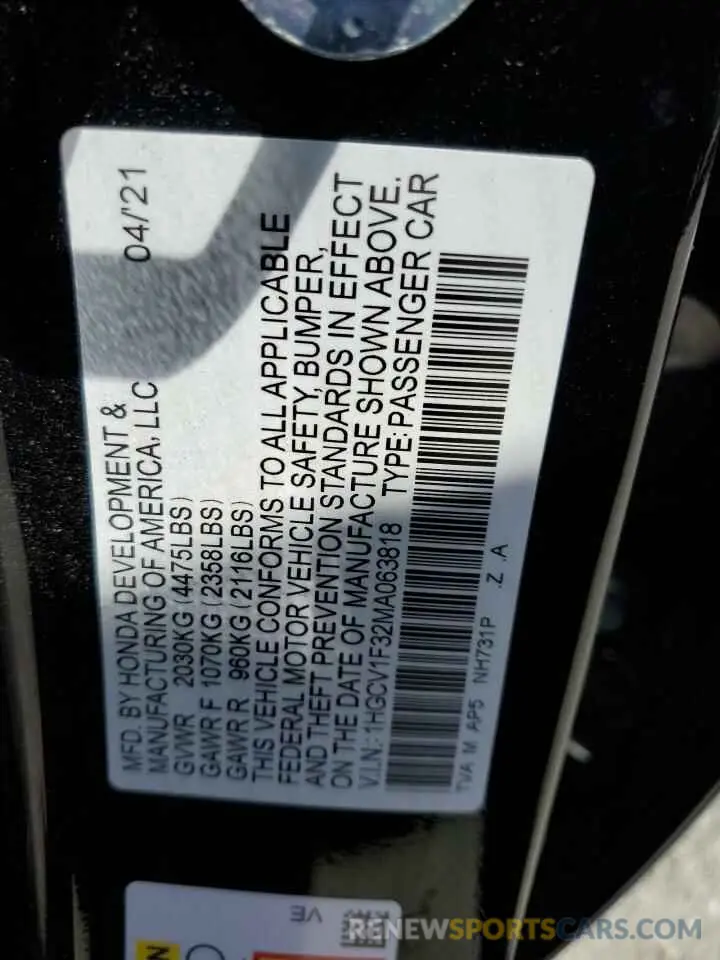 MFD. BY HONDA DEVELOPMENT &
MANUFACTURING OF AMERICA, LLC 04/'21
GVWR 2030KG (4475LBS)
GAWR F 1070KG (2358LBS)
GAWR R 960KG (2116LBS)
THIS VEHICLE CONFORMS TO ALL APPLICABLE
FEDERAL MOTOR VEHICLE SAFETY, BUMPER,
AND THEFT PREVENTION STANDARDS IN EFFECT
ON THE DATE OF MANUFACTURE SHOWN ABOVE.
V.I.N.: 1HGCV1F32MA063818 TYPE: PASSENGER CAR
TVA M AP5 NH731P .Z .A
VE
RENEWSPORTSCARS.COM